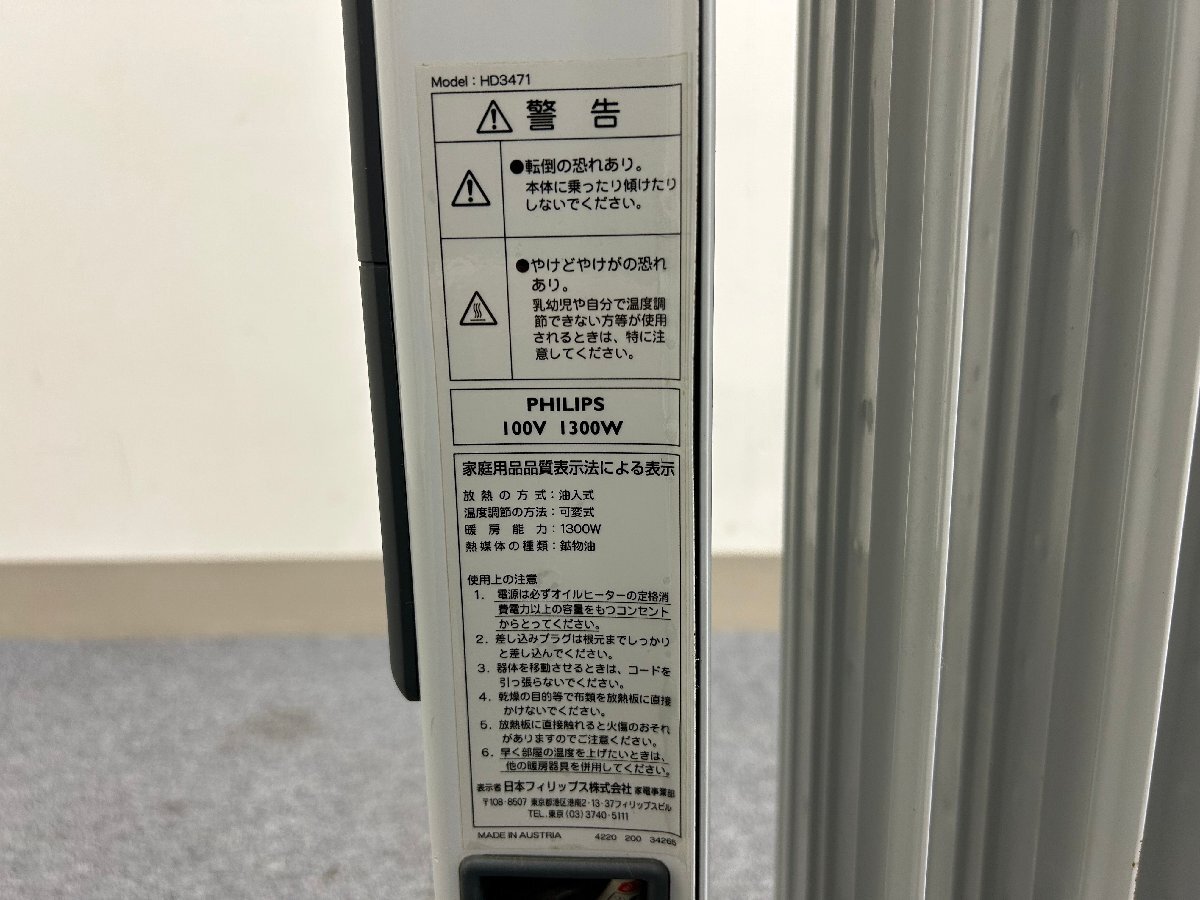 Model : HD3471
警 告
●転倒の恐れあり。
本体に乗ったり傾けたり
しないでください。
●やけどやけがの恐れ
あり。
乳幼児や自分で温度調
節できない方等が使用
されるときは、特に注
意してください。
PHILIPS
100V 1300W
家庭用品品質表示法による表示
放熱の方式：油入式
温度調節の方法：可変式
暖房能力：1300W
熱媒体の種類：鉱物油
使用上の注意
1. 電源は必ずオイルヒーターの定格消
費電力以上の容量をもつコンセント
からとってください。
2. 差し込みプラグは根元までしっかり
と差し込んでください。
3. 器体を移動させるときは、コードを
引っ張らないでください。
4. 乾燥の目的等で布類を放熱板に直接
かけないでください。
5. 放熱板に直接触れると火傷のおそれ
がありますのでご注意ください。
6. 早く部屋の温度を上げたいときは、
他の暖房器具を併用してください。
表示者 日本フィリップス株式会社 家電事業部
〒108-8507 東京都港区港南2-13-37フィリップスビル
TEL.東京(03)3740-5111
MADE IN AUSTRIA 4220 200 34265